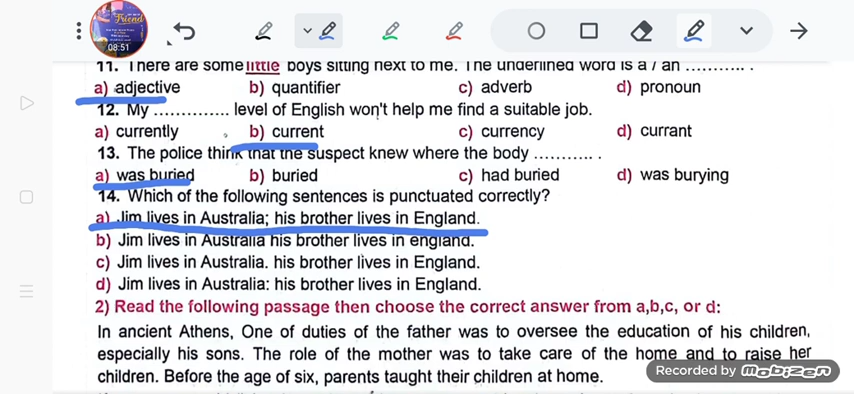 Friend
08:51
11. There are some little boys sitting next to me. The underlined word is a / an ........... .
a) adjective b) quantifier c) adverb d) pronoun
12. My .............. level of English won't help me find a suitable job.
a) currently b) current c) currency d) currant
13. The police think that the suspect knew where the body ........... .
a) was buried b) buried c) had buried d) was burying
14. Which of the following sentences is punctuated correctly?
a) Jim lives in Australia; his brother lives in England.
b) Jim lives in Australia his brother lives in england.
c) Jim lives in Australia. his brother lives in England.
d) Jim lives in Australia: his brother lives in England.
2) Read the following passage then choose the correct answer from a,b,c, or d:
In ancient Athens, One of duties of the father was to oversee the education of his children,
especially his sons. The role of the mother was to take care of the home and to raise her
children. Before the age of six, parents taught their children at home.
Recorded by mobizen